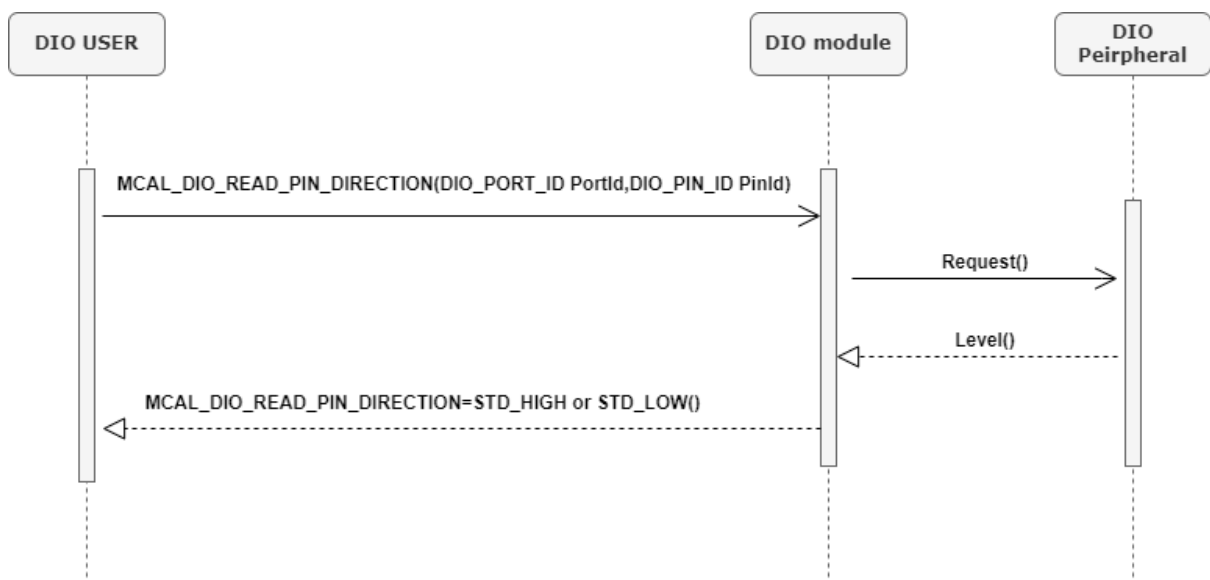 DIO USER
DIO module
DIO
Peirpheral
MCAL_DIO_READ_PIN_DIRECTION(DIO_PORT_ID PortId,DIO_PIN_ID PinId)
Request()
Level()
MCAL_DIO_READ_PIN_DIRECTION=STD_HIGH or STD_LOW()